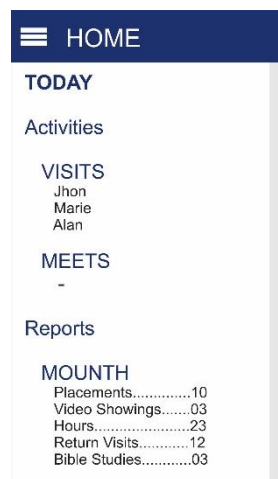 HOME
TODAY
Activities
VISITS
Jhon
Marie
Alan
MEETS
-
Reports
MOUNTH
Placements..............10
Video Showings.......03
Hours.......................23
Return Visits............12
Bible Studies............03